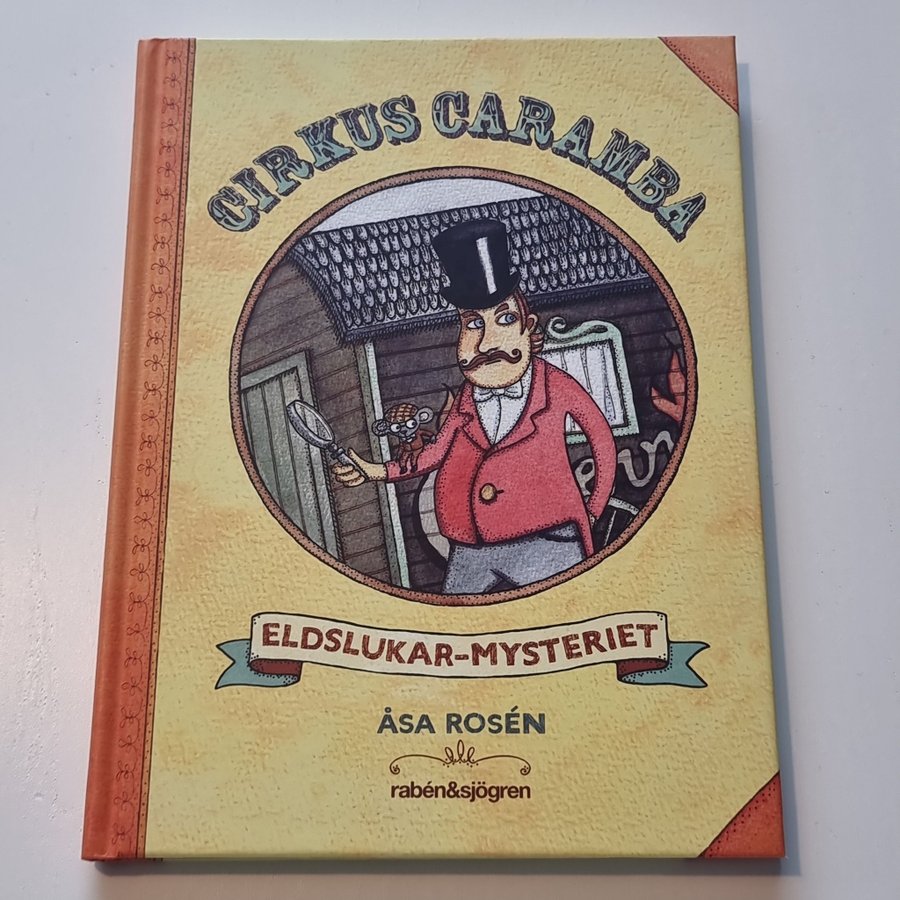 CIRKUS CARAMBA
ELDSLUKAR-MYSTERIET
ÅSA ROSÉN
rabén&sjögren